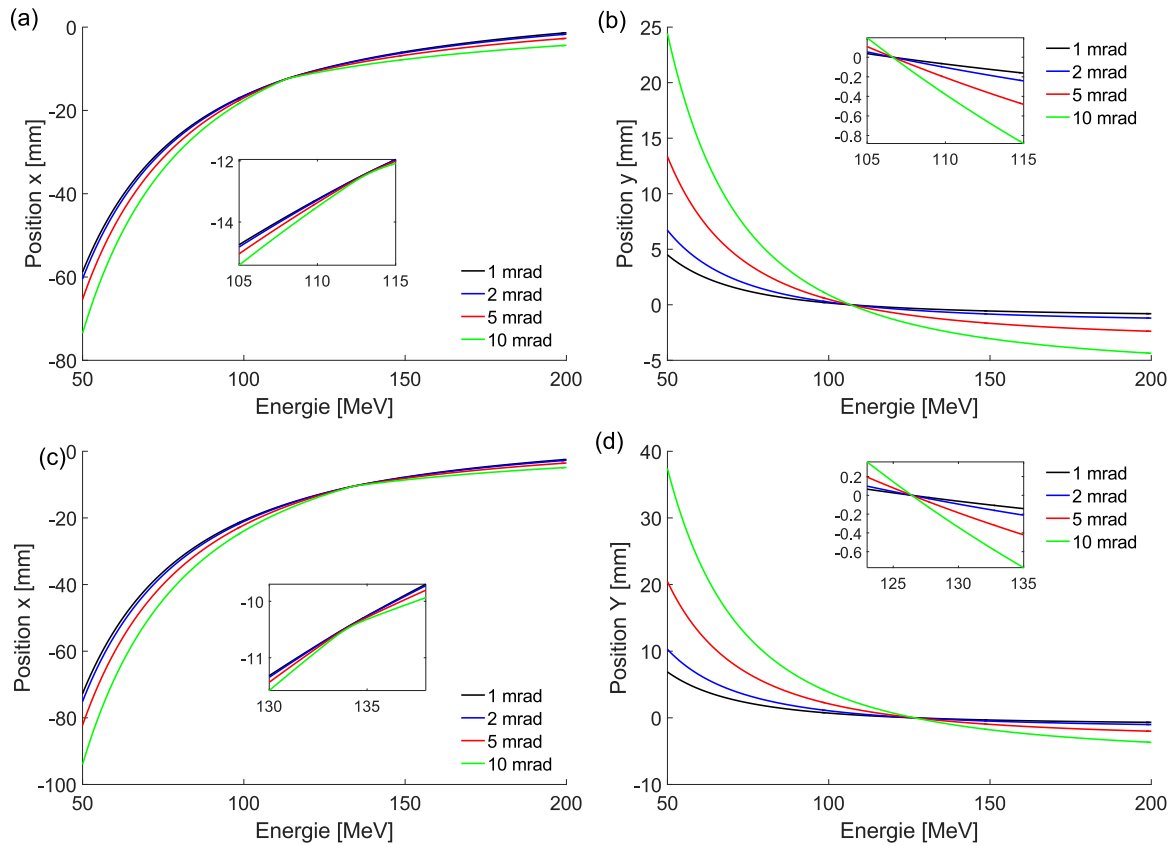 (a)
0
-20
-40
-60
-80
Position x [mm]
-12
-14
105
110
115
1 mrad
2 mrad
5 mrad
10 mrad
50
100
150
200
Energie [MeV]
(b)
25
20
15
10
5
0
-5
Position y [mm]
0
-0.2
-0.4
-0.6
-0.8
105
110
115
1 mrad
2 mrad
5 mrad
10 mrad
50
100
150
200
Energie [MeV]
(c)
0
-20
-40
-60
-80
-100
Position x [mm]
-10
-11
130
135
1 mrad
2 mrad
5 mrad
10 mrad
50
100
150
200
Energie [MeV]
(d)
40
30
20
10
0
-10
Position Y [mm]
0.2
0
-0.2
-0.4
-0.6
125
130
135
1 mrad
2 mrad
5 mrad
10 mrad
50
100
150
200
Energie [MeV]